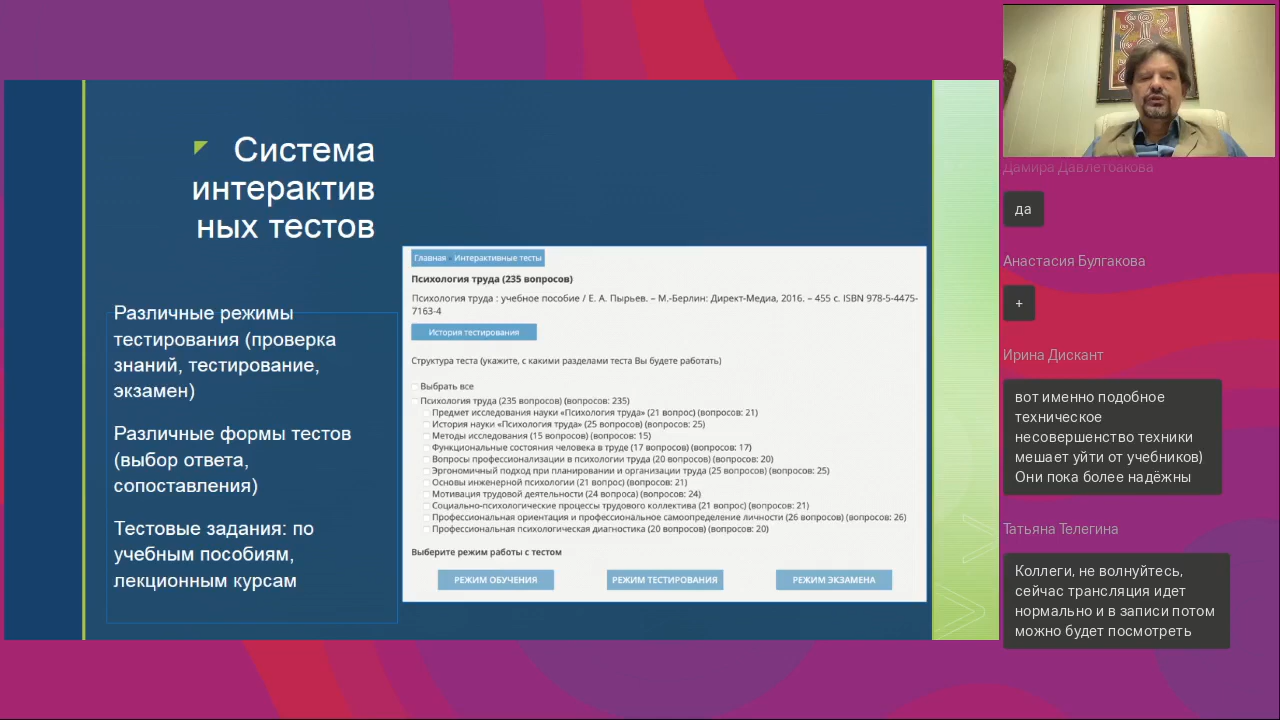 Система
интерактив
ных тестов
Различные режимы
тестирования (проверка
знаний, тестирование,
экзамен)
Различные формы тестов
(выбор ответа,
сопоставления)
Тестовые задания: по
учебным пособиям,
лекционным курсам
Главная Интерактивные тесты
Психология труда (235 вопросов)
Психология труда : учебное пособие / Е. А. Пырьев. – М.-Берлин: Директ-Медиа, 2016. – 455 с. ISBN 978-5-4475-
7163-4
История тестирования
Структура теста (укажите, с какими разделами теста Вы будете работать)
Выбрать все
Психология труда (235 вопросов) (вопросов: 235)
Предмет исследования науки «Психология труда» (21 вопрос) (вопросов: 21)
История науки «Психология труда» (25 вопросов) (вопросов: 25)
Методы исследования (15 вопросов) (вопросов: 15)
Функциональные состояния человека в труде (17 вопросов) (вопросов: 17)
Вопросы профессионализации в психологии труда (20 вопросов) (вопросов: 20)
Эргономичный подход при планировании и организации труда (25 вопросов) (вопросов: 25)
Основы инженерной психологии (21 вопрос) (вопросов: 21)
Мотивация трудовой деятельности (24 вопроса) (вопросов: 24)
Социально-психологические процессы трудового коллектива (21 вопрос) (вопросов: 21)
Профессиональная ориентация и профессиональное самоопределение личности (26 вопросов) (вопросов: 26)
Профессиональная психологическая диагностика (20 вопросов) (вопросов: 20)
Выберите режим работы с тестом
РЕЖИМ ОБУЧЕНИЯ
РЕЖИМ ТЕСТИРОВАНИЯ
РЕЖИМ ЭКЗАМЕНА
Дамира Давлетбакова
да
Анастасия Булгакова
+
Ирина Дискант
вот именно подобное
техническое
несовершенство техники
мешает уйти от учебников)
Они пока более надёжны
Татьяна Телегина
Коллеги, не волнуйтесь,
сейчас трансляция идет
нормально и в записи потом
можно будет посмотреть